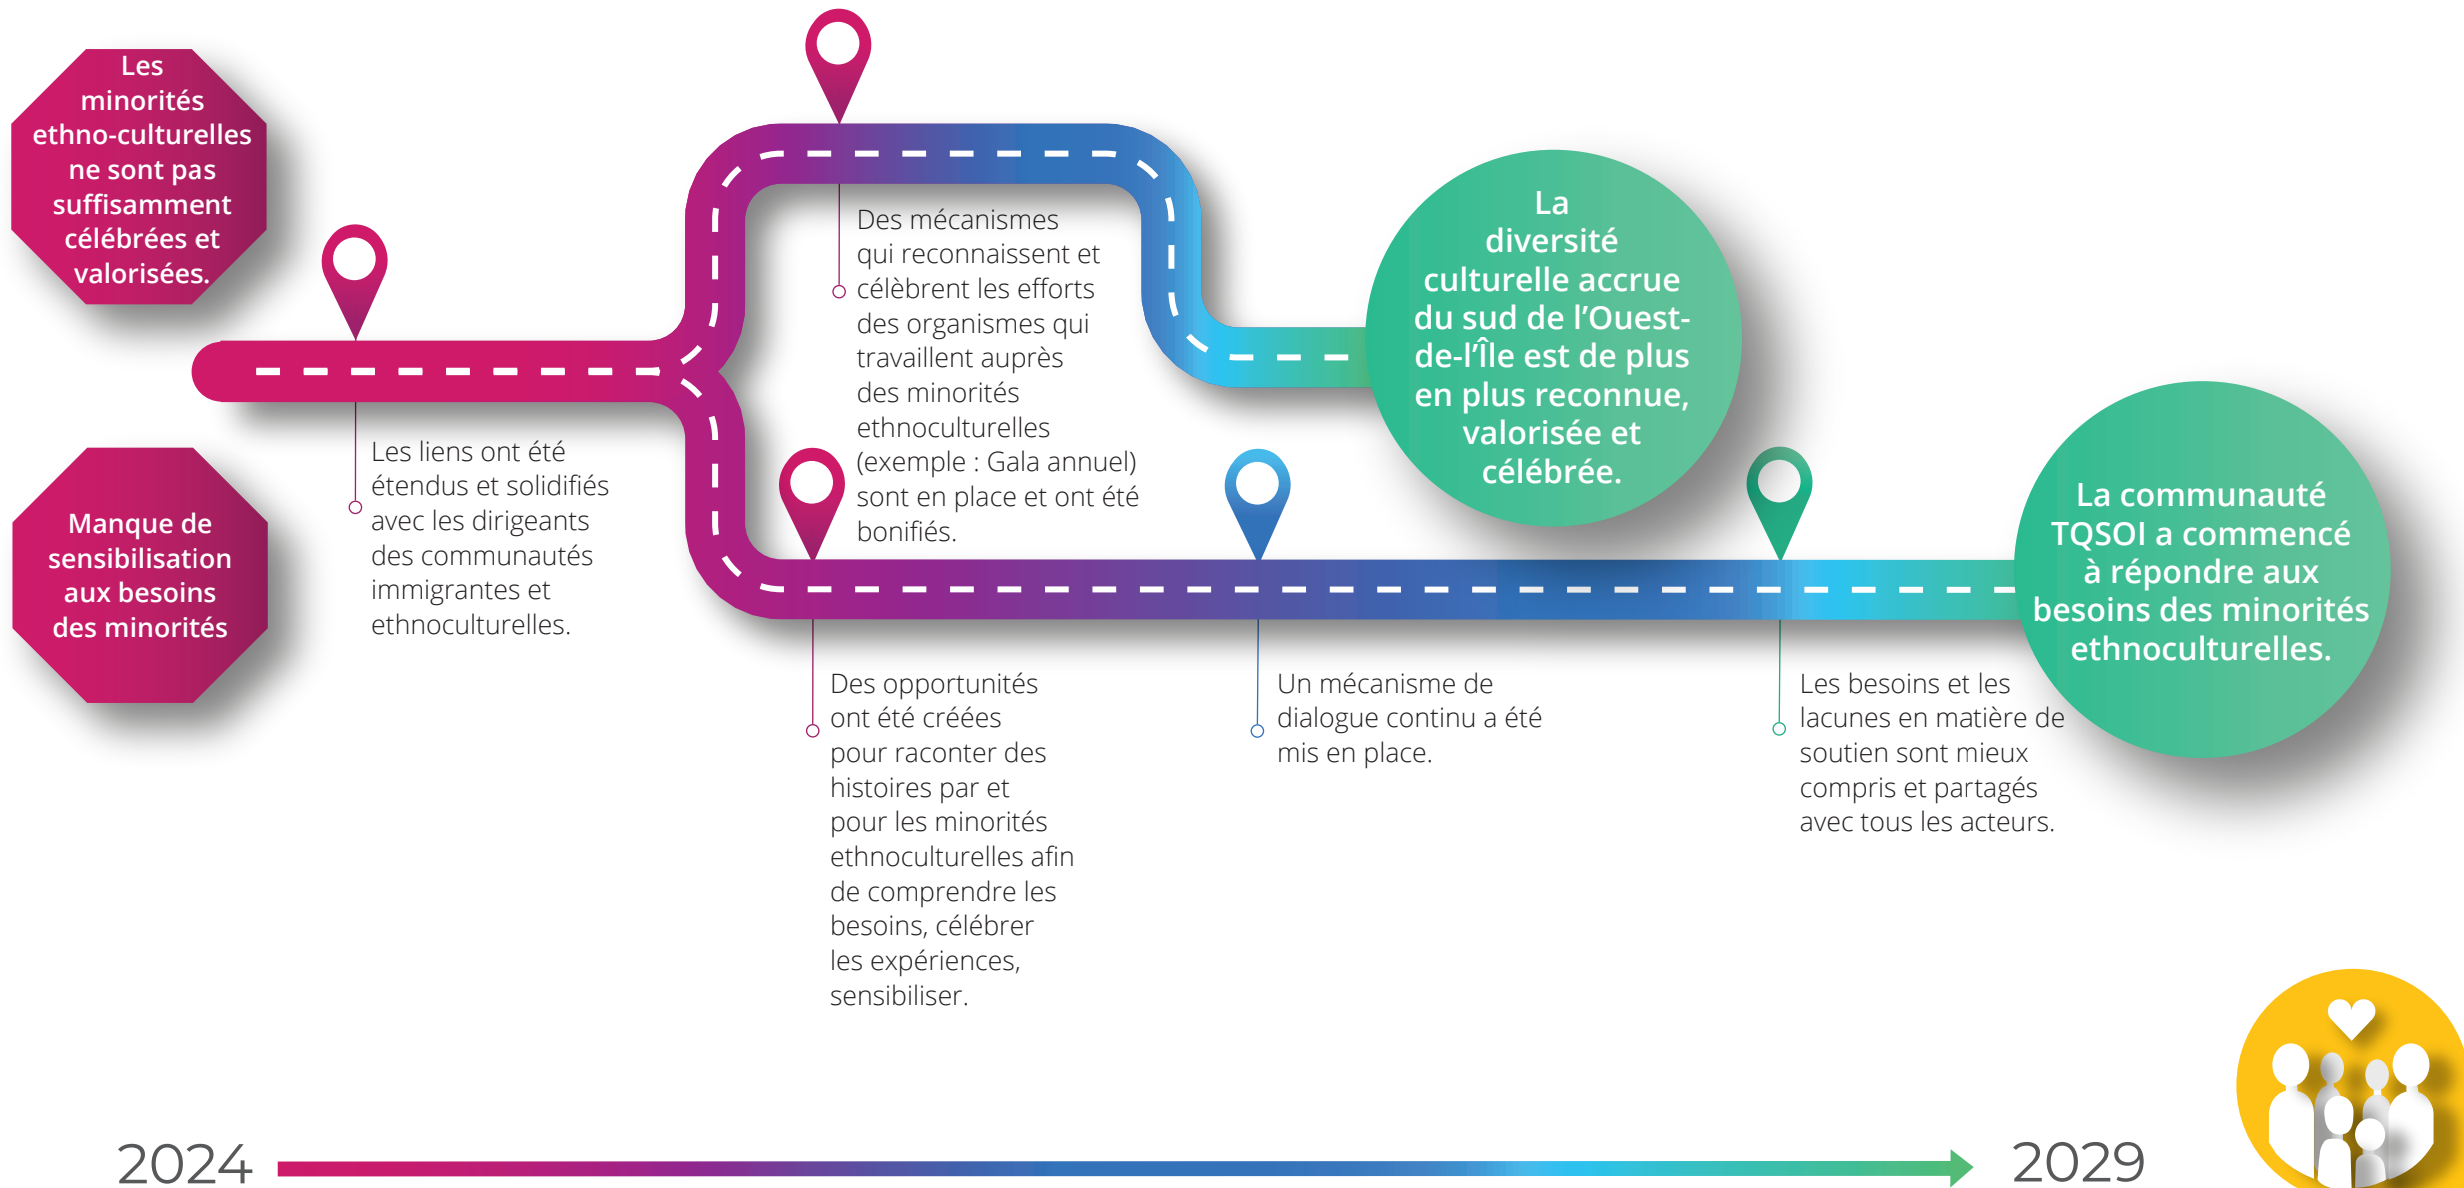 Les
minorités
ethno-culturelles
ne sont pas
suffisamment
célébrées et
valorisées.
Manque de
sensibilisation
aux besoins
des minorités
Les liens ont été
étendus et solidifiés
avec les dirigeants
des communautés
immigrantes et
ethnoculturelles.
Des mécanismes
qui reconnaissent et
célèbrent les efforts
des organismes qui
travaillent auprès
des minorités
ethnoculturelles
(exemple : Gala annuel)
sont en place et ont été
bonifiés.
La
diversité
culturelle accrue
du sud de l’Ouest-
de-l’Île est de plus
en plus reconnue,
valorisée et
célébrée.
Des opportunités
ont été créées
pour raconter des
histoires par et
pour les minorités
ethnoculturelles afin
de comprendre les
besoins, célébrer
les expériences,
sensibiliser.
Un mécanisme de
dialogue continu a été
mis en place.
Les besoins et les
lacunes en matière de
soutien sont mieux
compris et partagés
avec tous les acteurs.
La communauté
TQSOI a commencé
à répondre aux
besoins des minorités
ethnoculturelles.
2024
2029